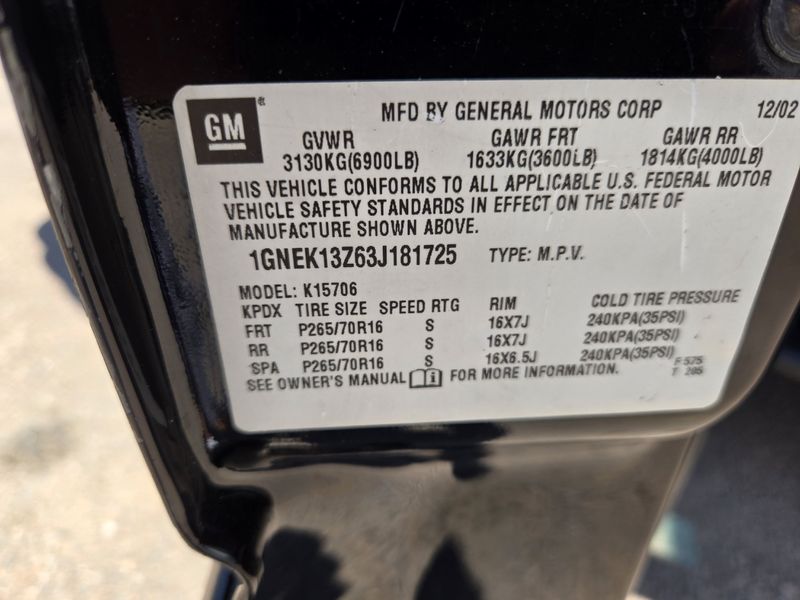 GM® MFD BY GENERAL MOTORS CORP 12/02
GVWR GAWR FRT GAWR RR
3130KG(6900LB) 1633KG(3600LB) 1814KG(4000LB)
THIS VEHICLE CONFORMS TO ALL APPLICABLE U.S. FEDERAL MOTOR
VEHICLE SAFETY STANDARDS IN EFFECT ON THE DATE OF
MANUFACTURE SHOWN ABOVE.
1GNEK13Z63J181725 TYPE: M.P.V.
MODEL: K15706
KPDX TIRE SIZE SPEED RTG RIM COLD TIRE PRESSURE
FRT P265/70R16 S 16X7J 240KPA(35PSI)
RR P265/70R16 S 16X7J 240KPA(35PSI)
SPA P265/70R16 S 16X6.5J 240KPA(35PSI) F 575
SEE OWNER'S MANUAL FOR MORE INFORMATION. T 205